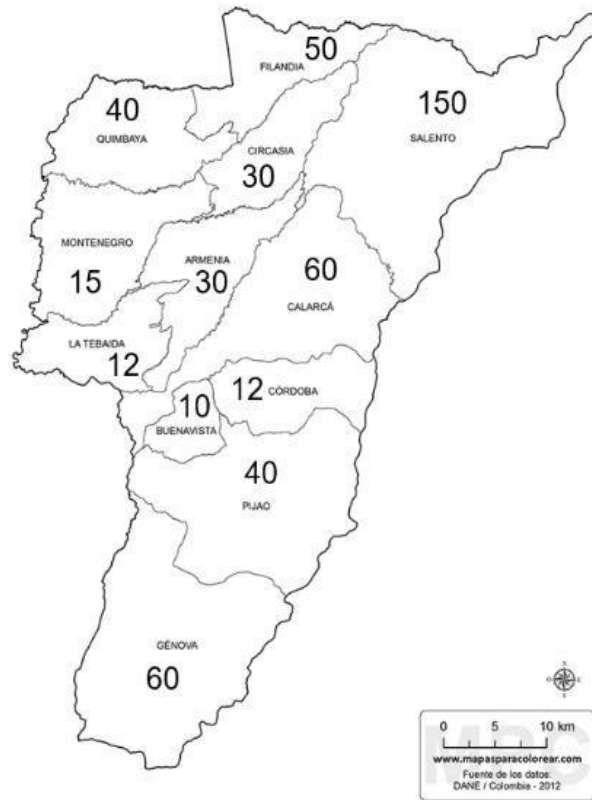 50
FILANDIA
40
QUIMBAYA
150
SALENTO
CIRCASIA
30
MONTENEGRO
15
ARMENIA
30
60
CALARCÁ
LA TEBAIDA
12
10
BUENAVISTA
12 CÓRDOBA
40
PIJAO
GÉNOVA
60
N
O E
S
MPC
0 5 10 km
www.mapasparacolorear.com
Fuente de los datos:
DANE / Colombia - 2012